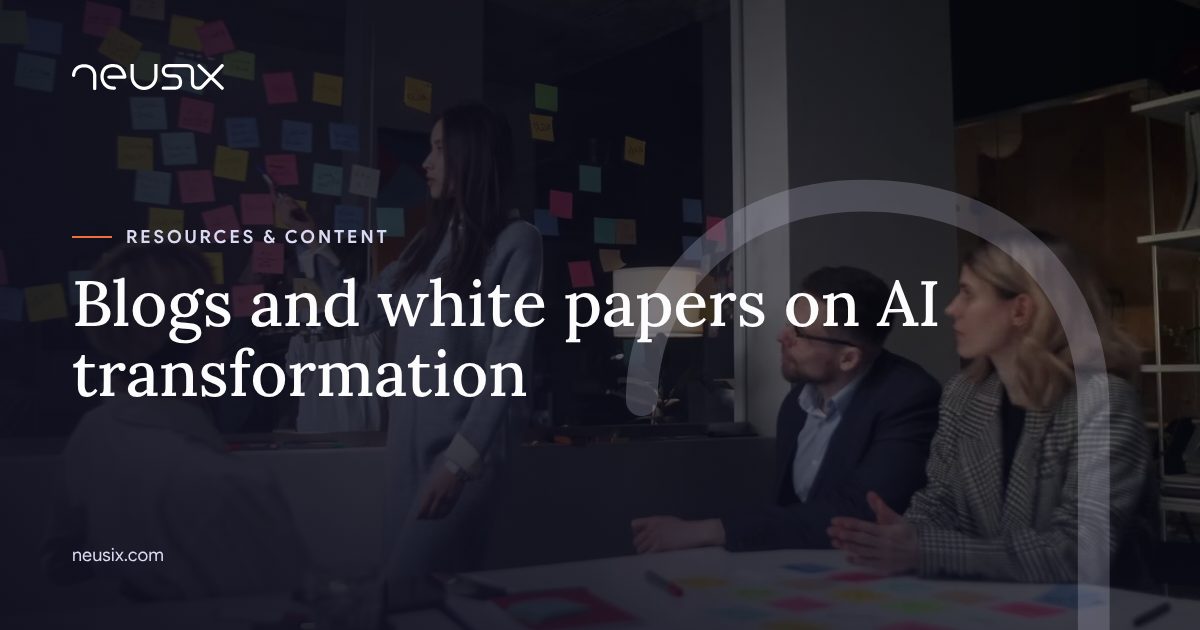 neusix
RESOURCES & CONTENT
Blogs and white papers on AI
transformation
neusix.com